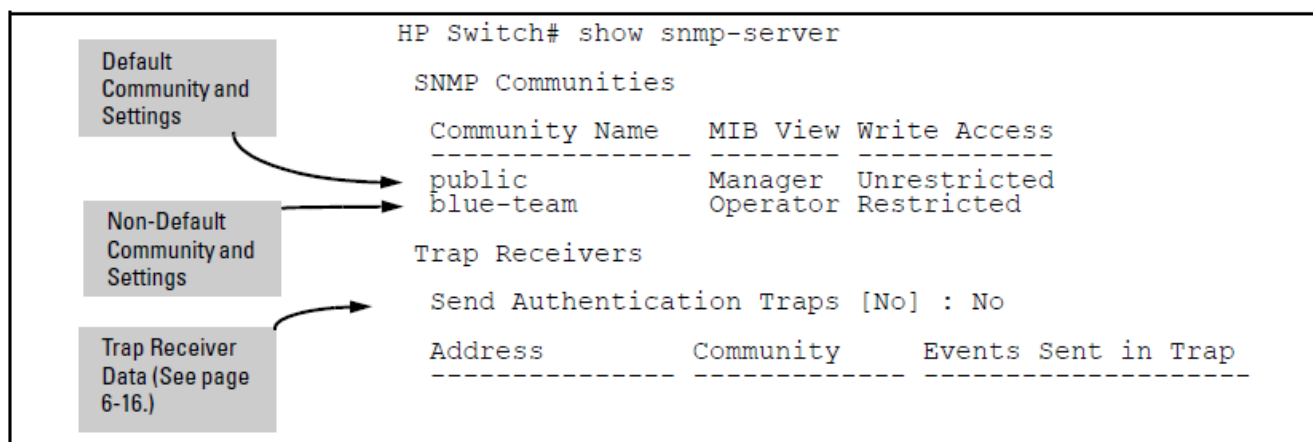 HP Switch# show snmp-server
Default
Community and
Settings
SNMP Communities
Community Name MIB View Write Access
---------------- -------- ------------
public Manager Unrestricted
blue-team Operator Restricted
Non-Default
Community and
Settings
Trap Receivers
Send Authentication Traps [No] : No
Trap Receiver
Data (See page
6-16.)
Address Community Events Sent in Trap
--------------- ------------- --------------------